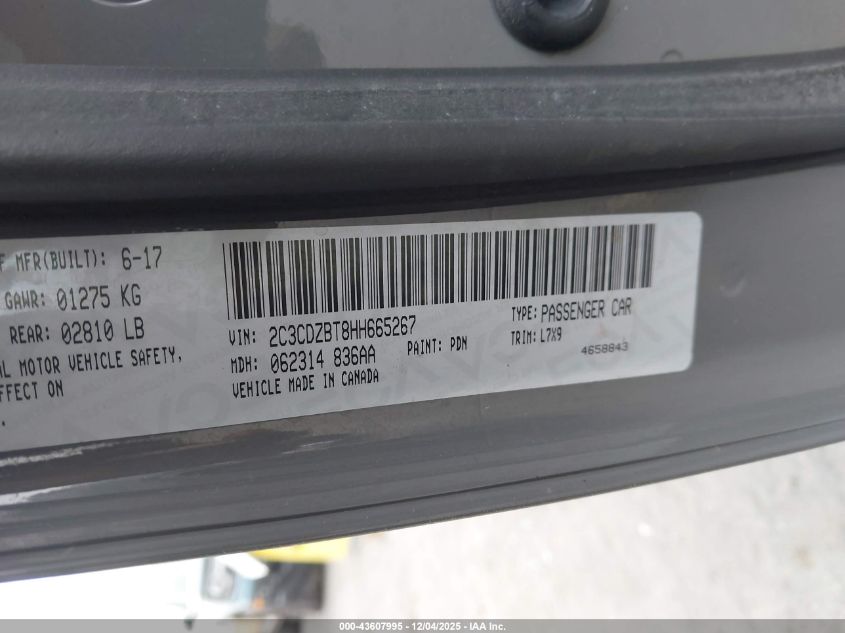 F MFR(BUILT): 6-17
GAWR: 01275 KG
REAR: 02810 LB
AL MOTOR VEHICLE SAFETY,
FFECT ON
VIN: 2C3CDZBT8HH665267
TYPE: PASSENGER CAR
MDH: 062314 836AA
PAINT: PDN
TRIM: L7X9
VEHICLE MADE IN CANADA
4658843
000-43607995 - 12/04/2025 - IAA Inc.